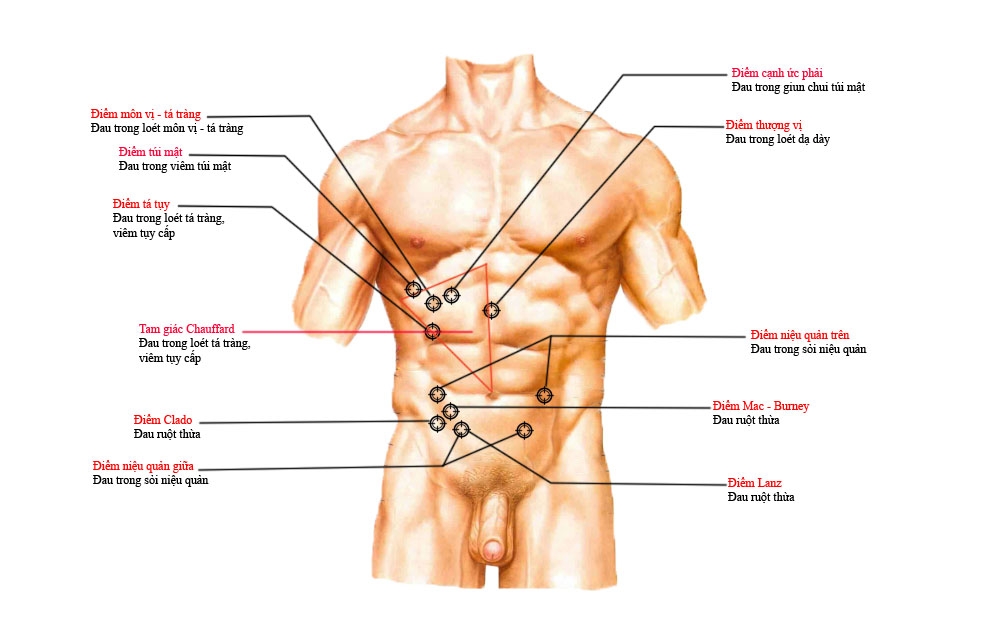 Điểm môn vị - tá tràng
Đau trong loét môn vị - tá tràng
Điểm túi mật
Đau trong viêm túi mật
Điểm tá tụy
Đau trong loét tá tràng,
viêm tụy cấp
Tam giác Chauffard
Đau trong loét tá tràng,
viêm tụy cấp
Điểm Clado
Đau ruột thừa
Điểm niệu quản giữa
Đau trong sỏi niệu quản
Điểm cạnh ức phải
Đau trong giun chui túi mật
Điểm thượng vị
Đau trong loét dạ dày
Điểm niệu quản trên
Đau trong sỏi niệu quản
Điểm Mac - Burney
Đau ruột thừa
Điểm Lanz
Đau ruột thừa